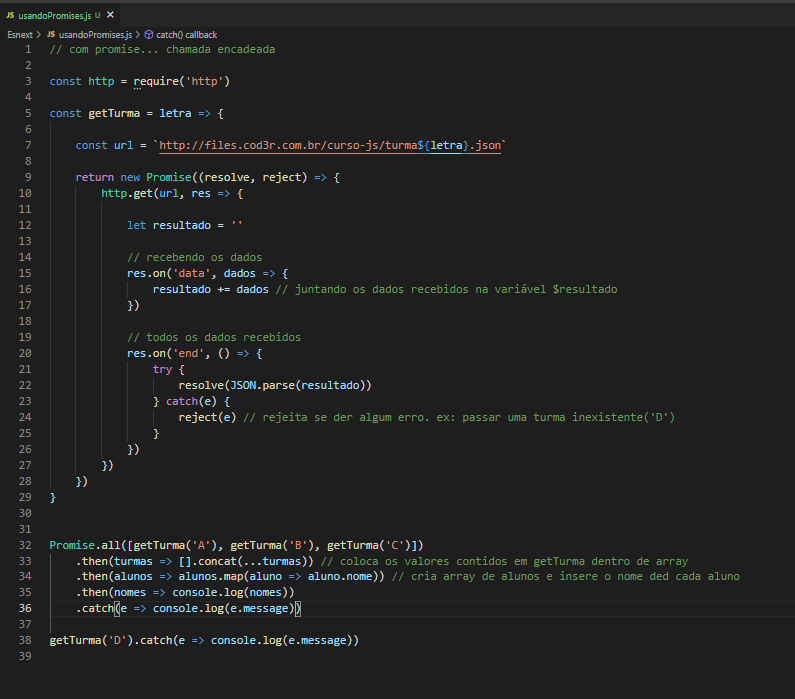 JS usandoPromises.js U ✕
Esnext > JS usandoPromises.js > catch() callback
1 // com promise... chamada encadeada
2
3 const http = require('http')
4
5 const getTurma = letra => {
6
7     const url = `http://files.cod3r.com.br/curso-js/turma${letra}.json`
8
9     return new Promise((resolve, reject) => {
10         http.get(url, res => {
11
12             let resultado = ''
13
14             // recebendo os dados
15             res.on('data', dados => {
16                 resultado += dados // juntando os dados recebidos na variável $resultado
17             })
18
19             // todos os dados recebidos
20             res.on('end', () => {
21                 try {
22                     resolve(JSON.parse(resultado))
23                 } catch(e) {
24                     reject(e) // rejeita se der algum erro. ex: passar uma turma inexistente('D')
25                 }
26             })
27         })
28     })
29 }
30
31
32 Promise.all([getTurma('A'), getTurma('B'), getTurma('C')])
33     .then(turmas => [].concat(...turmas)) // coloca os valores contidos em getTurma dentro de array
34     .then(alunos => alunos.map(aluno => aluno.nome)) // cria array de alunos e insere o nome ded cada aluno
35     .then(nomes => console.log(nomes))
36     .catch(e => console.log(e.message))
37
38 getTurma('D').catch(e => console.log(e.message))
39